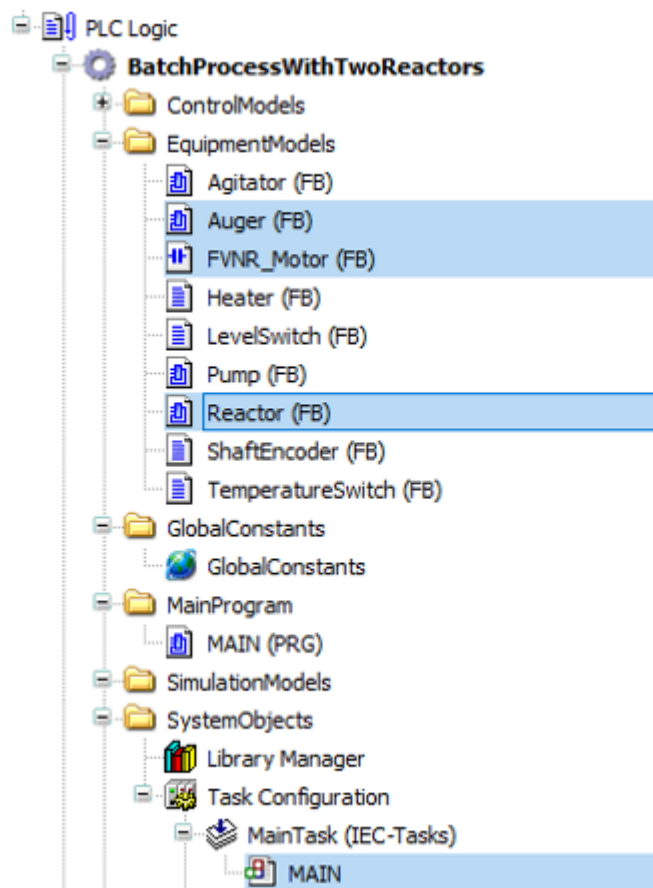 PLC Logic
BatchProcessWithTwoReactors
ControlModels
EquipmentModels
Agitator (FB)
Auger (FB)
FVNR_Motor (FB)
Heater (FB)
LevelSwitch (FB)
Pump (FB)
Reactor (FB)
ShaftEncoder (FB)
TemperatureSwitch (FB)
GlobalConstants
GlobalConstants
MainProgram
MAIN (PRG)
SimulationModels
SystemObjects
Library Manager
Task Configuration
MainTask (IEC-Tasks)
MAIN